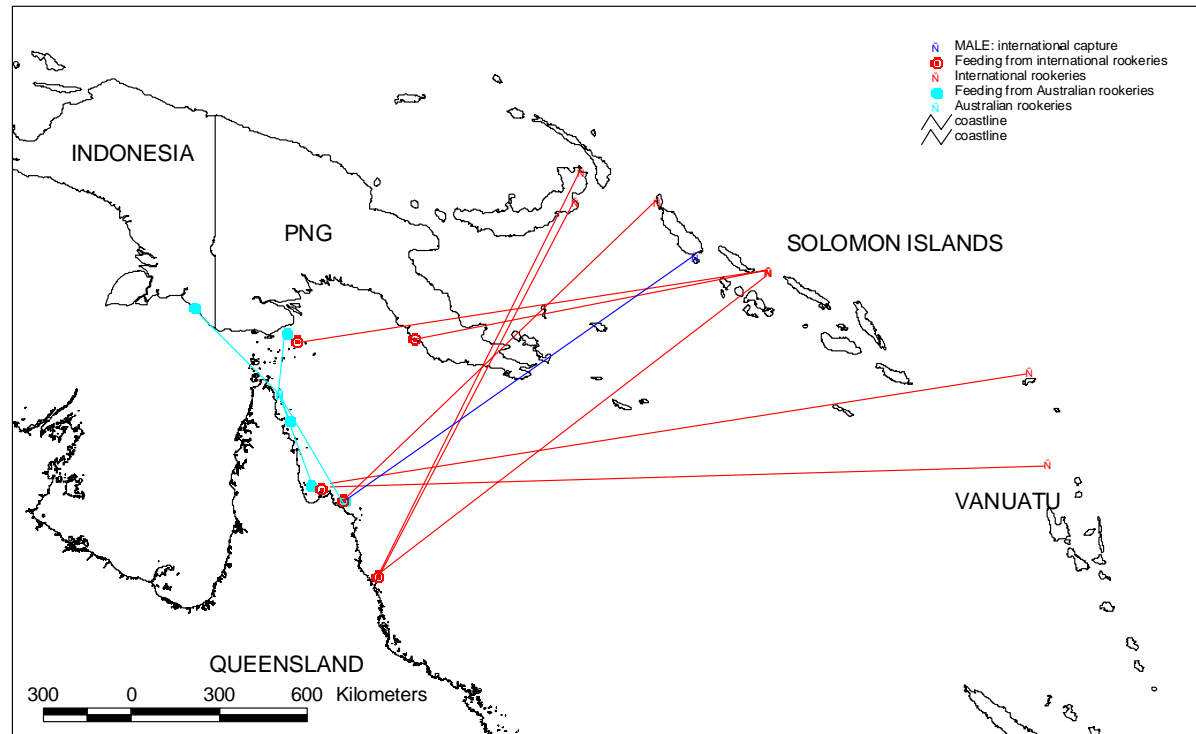 Ñ MALE: international capture
Feeding from international rookeries
Ñ International rookeries
Feeding from Australian rookeries
Ñ Australian rookeries
coastline
coastline
INDONESIA
PNG
SOLOMON ISLANDS
VANUATU
QUEENSLAND
300 0 300 600 Kilometers
Ñ
Ñ
Ñ
Ñ
Ñ
Ñ
Ñ
Ñ